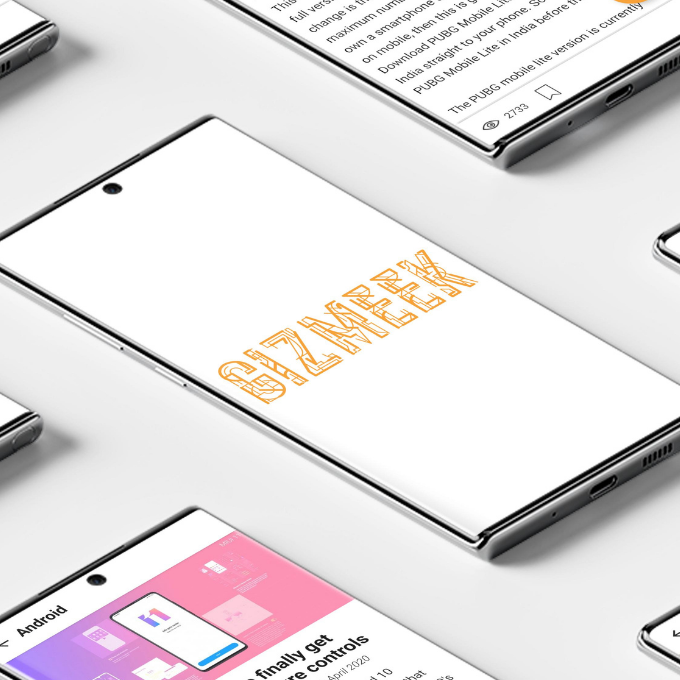 This
full vers
change is th
maximum numb
own a smartphone
on mobile, then this is g
Download PUBG Mobile Lit
India straight to your phone. SO
PUBG Mobile Lite in India before th
The PUBG mobile lite version is currently
2733
GIZMEEK
Android
finally get
re controls
April 2020
d 10
hat
's